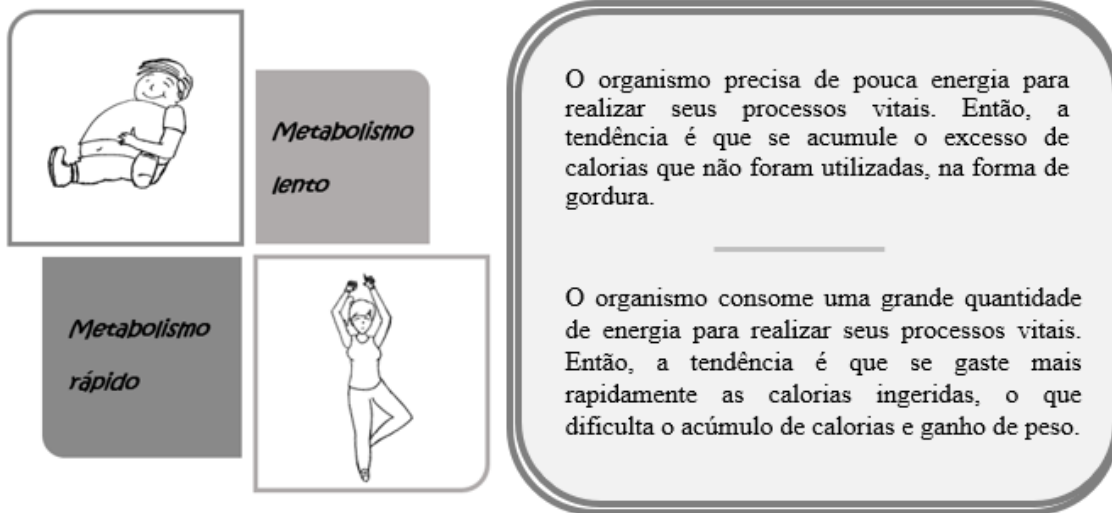 Metabolismo
lento
Metabolismo
rápido
O organismo precisa de pouca energia para
realizar seus processos vitais. Então, a
tendência é que se acumule o excesso de
calorias que não foram utilizadas, na forma de
gordura.
O organismo consome uma grande quantidade
de energia para realizar seus processos vitais.
Então, a tendência é que se gaste mais
rapidamente as calorias ingeridas, o que
dificulta o acúmulo de calorias e ganho de peso.